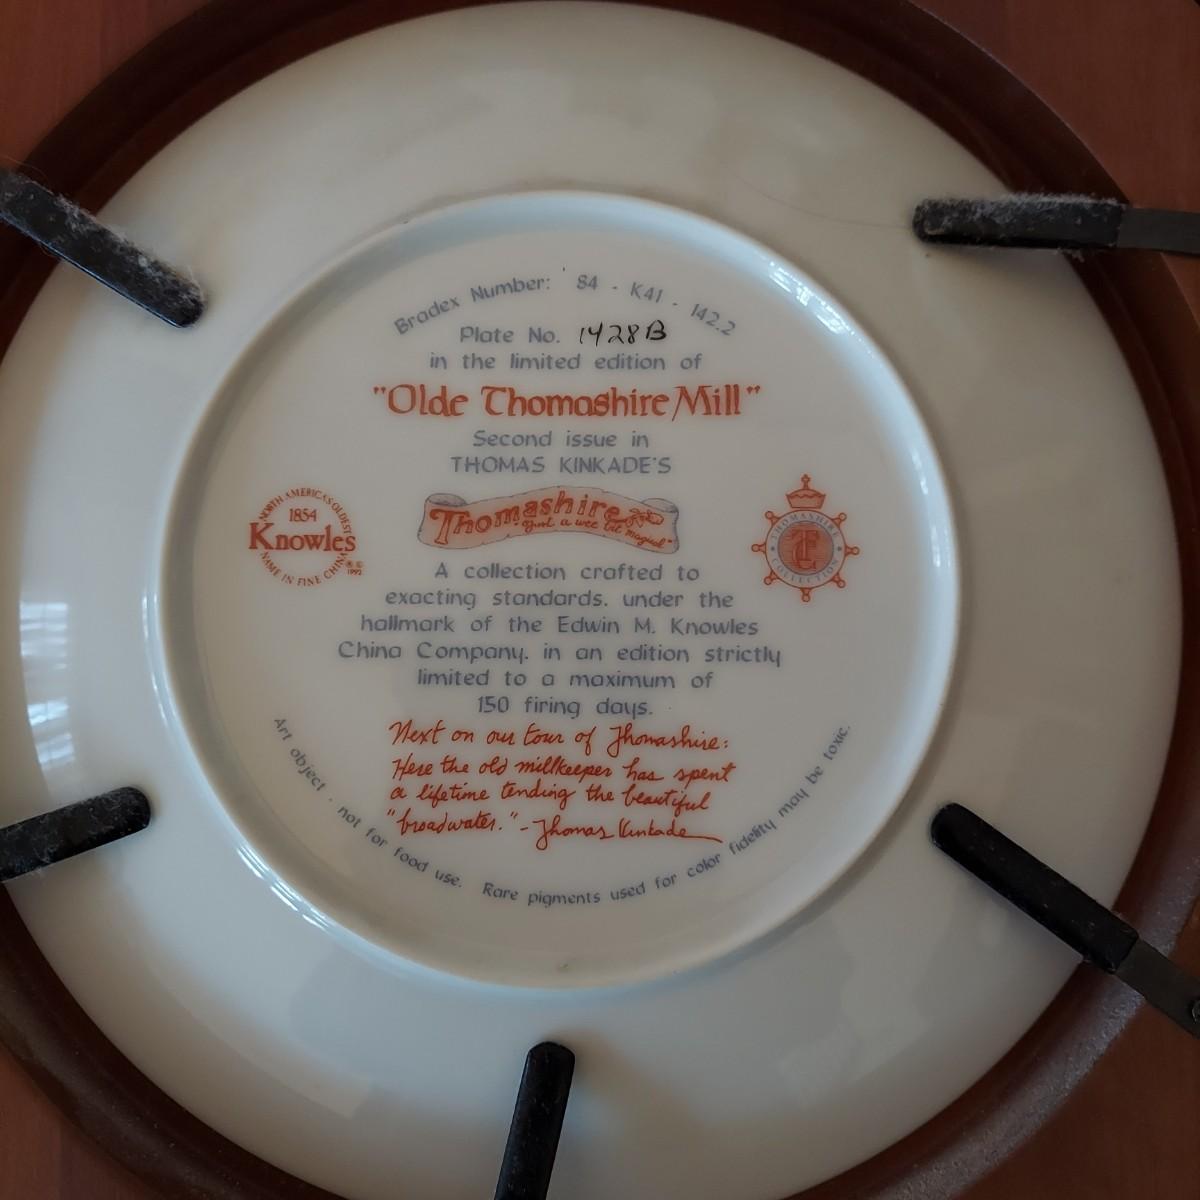 Bradex Number: 84 - K41 - 142.2
Plate No. 1428B
in the limited edition of
"Olde Thomashire Mill"
Second issue in
THOMAS KINKADE'S
Thomashire
"Just a wee bit magical"
NORTH AMERICA'S OLDEST
1854
Knowles
NAME IN FINE CHINA
® © 1992
THOMASHIRE
COLLECTION
A collection crafted to
exacting standards. under the
hallmark of the Edwin M. Knowles
China Company. in an edition strictly
limited to a maximum of
150 firing days.
Next on our tour of Thomashire:
Here the old millkeeper has spent
a lifetime tending the beautiful
"broadwater." - Thomas Kinkade
Art object - not for food use. Rare pigments used for color fidelity may be toxic.